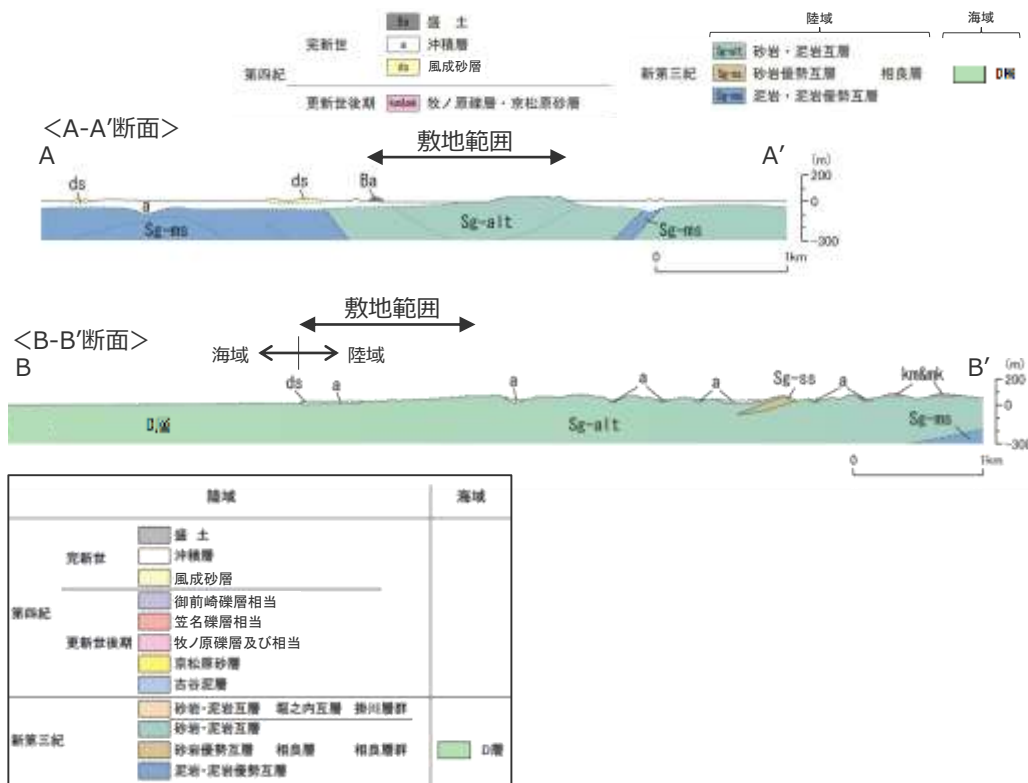 陸域 海域
Ba 盛土
完新世 a 沖積層
第四紀 ds 風成砂層
更新世後期 km&mk 牧ノ原礫層・京松原砂層
Sg-alt 砂岩・泥岩互層
新第三紀 Sg-ss 砂岩優勢互層 相良層 D層
Sg-ms 泥岩・泥岩優勢互層
<A-A'断面>
敷地範囲
A A' (m)
ds ds Ba 200
a 0
Sg-ms Sg-alt Sg-ms -300
0 1km
敷地範囲
<B-B'断面>
海域 陸域
B B' (m)
ds a a a a Sg-ss a km&mk 200
0
D層 Sg-alt Sg-ms -300
0 1km
陸域 海域
盛土
完新世 沖積層
風成砂層
第四紀 御前崎礫層相当
笠名礫層相当
更新世後期 牧ノ原礫層及び相当
京松原砂層
古谷泥層
砂岩・泥岩互層 堀之内互層 掛川層群
新第三紀 砂岩・泥岩互層
砂岩優勢互層 相良層 相良層群 D層
泥岩・泥岩優勢互層